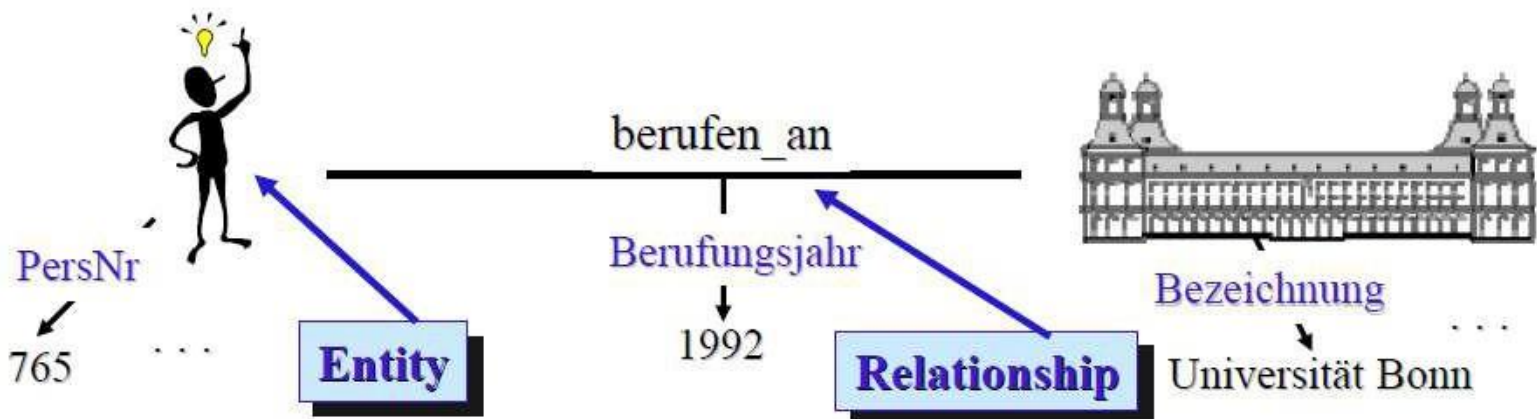 berufen_an
PersNr
Berufungsjahr
Bezeichnung
765
. . .
Entity
1992
Relationship
. . .
Universität Bonn